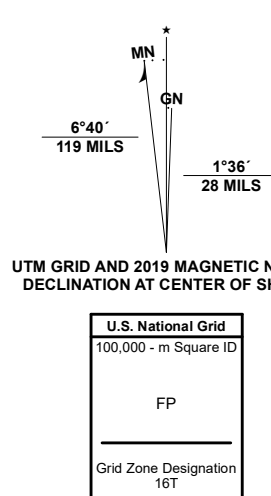 MN
GN
6°40´
119 MILS
1°36´
28 MILS
UTM GRID AND 2019 MAGNETIC N
DECLINATION AT CENTER OF SH
U.S. National Grid
100,000 - m Square ID
FP
Grid Zone Designation
16T